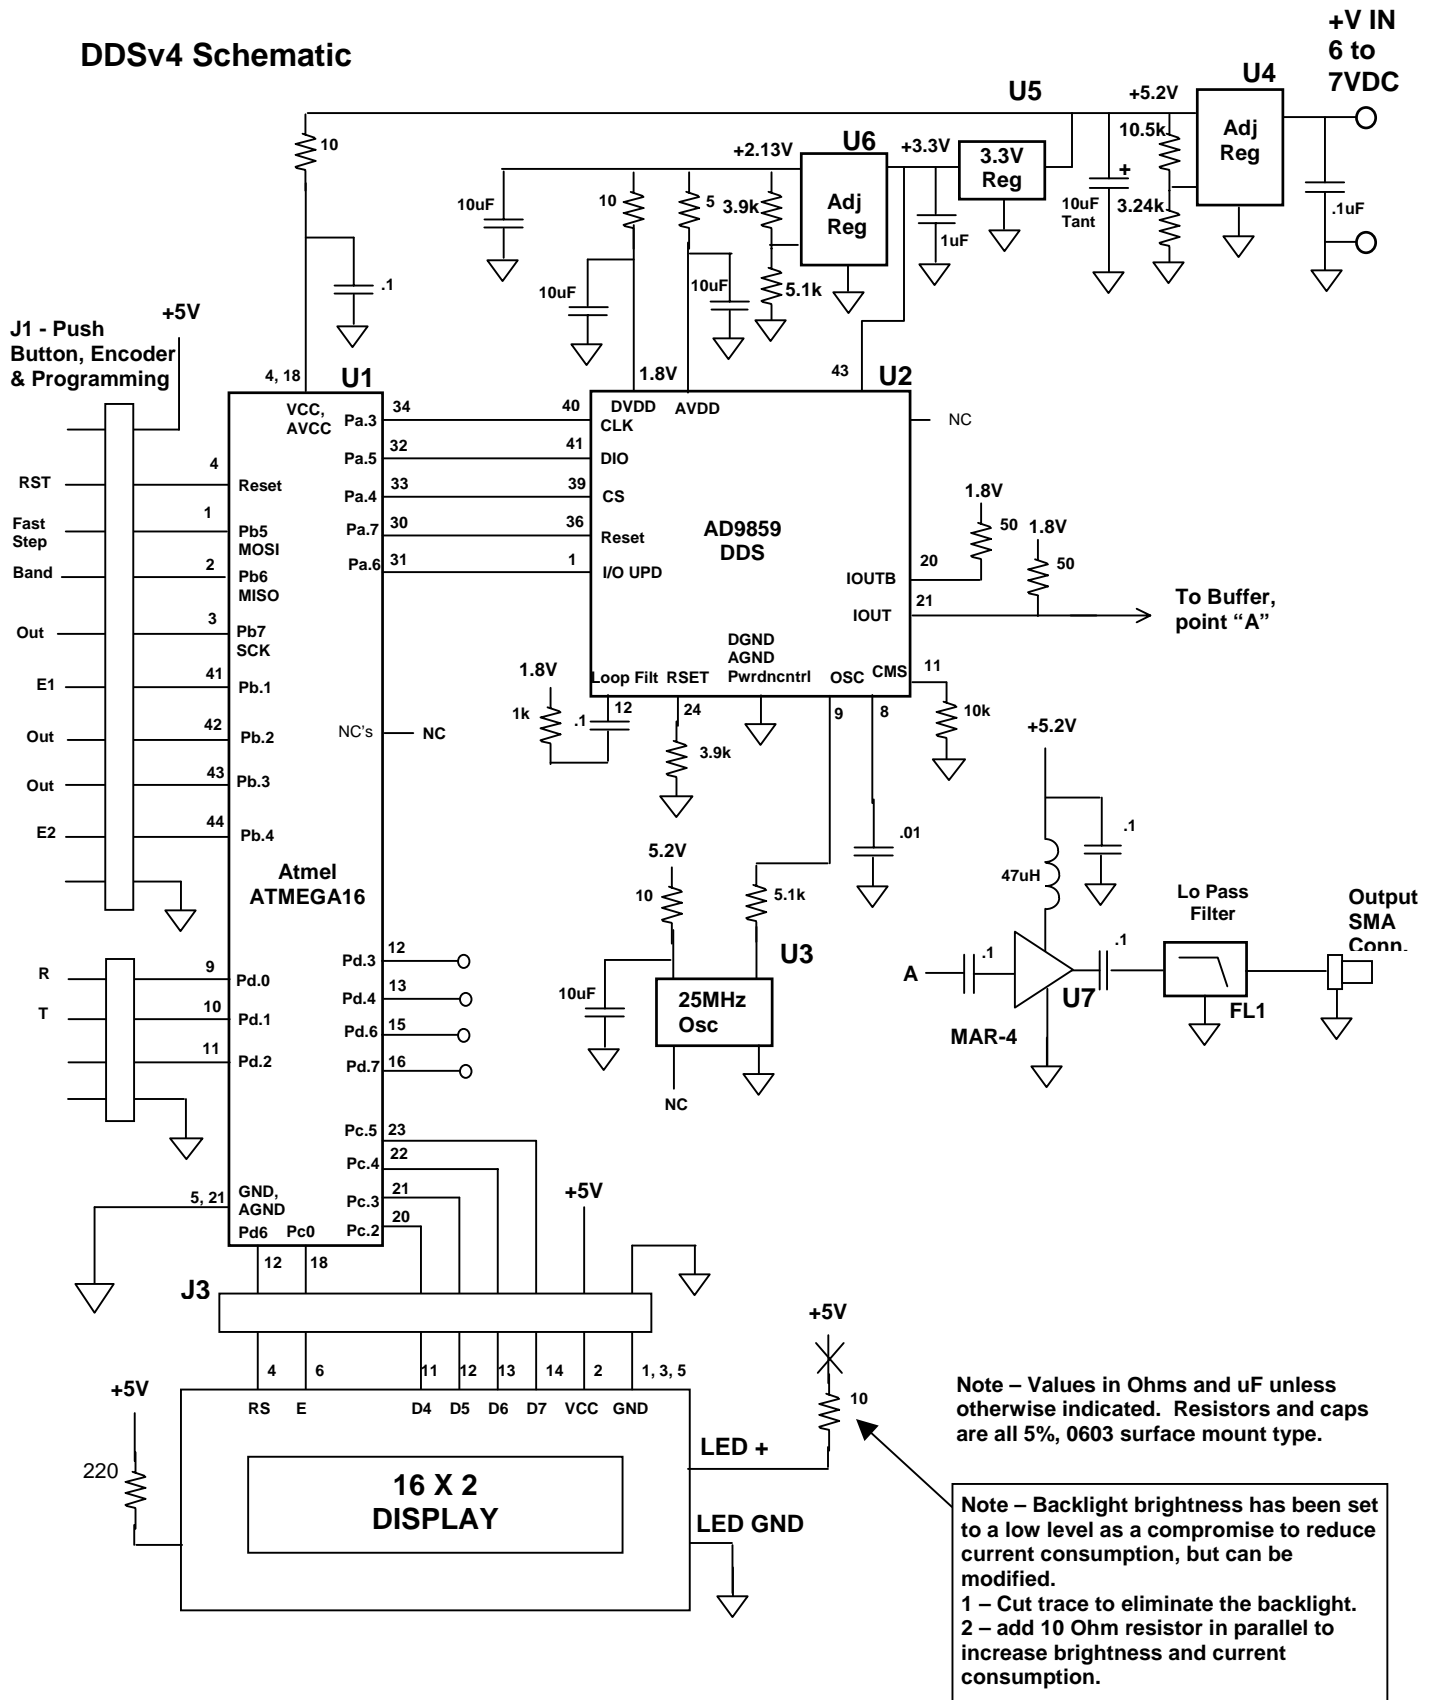 DDSv4 Schematic
+V IN
6 to
7VDC
U4
U5
+5.2V
10.5k
Adj
Reg
10
U6
+3.3V
3.3V
Reg
+2.13V
+
10uF
Tant
3.24k
.1uF
10uF
10
5
3.9k
Adj
Reg
1uF
5.1k
.1
10uF
10uF
+5V
J1 - Push
Button, Encoder
& Programming
4, 18
U1
1.8V
43
U2
VCC,
AVCC
Pa.3
34
40
DVDD
AVDD
CLK
NC
Pa.5
32
41
DIO
RST
4
Reset
Pa.4
33
39
CS
Fast
Step
1
Pb5
MOSI
Pa.7
30
36
Reset
AD9859
DDS
1.8V
50
1.8V
50
Band
2
Pb6
MISO
Pa.6
31
1
I/O UPD
IOUTB
20
IOUT
21
To Buffer,
point “A”
Out
3
Pb7
SCK
DGND
AGND
Pwrdncntrl
E1
41
Pb.1
1.8V
Loop Filt
RSET
OSC
CMS
11
1k
.1
12
24
9
8
10k
Out
42
Pb.2
NC's
NC
3.9k
+5.2V
Out
43
Pb.3
E2
44
Pb.4
.01
.1
Atmel
ATMEGA16
5.2V
10
5.1k
47uH
Lo Pass
Filter
Output
SMA
Conn.
U3
.1
.1
A
U7
FL1
MAR-4
10uF
25MHz
Osc
NC
R
9
Pd.0
Pd.3
12
T
10
Pd.1
Pd.4
13
11
Pd.2
Pd.6
15
Pd.7
16
Pc.5
23
Pc.4
22
5, 21
GND,
AGND
Pc.3
21
Pc.2
20
+5V
Pd6
Pc0
12
18
J3
+5V
4
6
11
12
13
14
2
1, 3, 5
+5V
RS
E
D4
D5
D6
D7
VCC
GND
10
LED +
220
16 X 2
DISPLAY
LED GND
Note – Values in Ohms and uF unless
otherwise indicated.  Resistors and caps
are all 5%, 0603 surface mount type.
Note – Backlight brightness has been set
to a low level as a compromise to reduce
current consumption, but can be
modified.
1 – Cut trace to eliminate the backlight.
2 – add 10 Ohm resistor in parallel to
increase brightness and current
consumption.